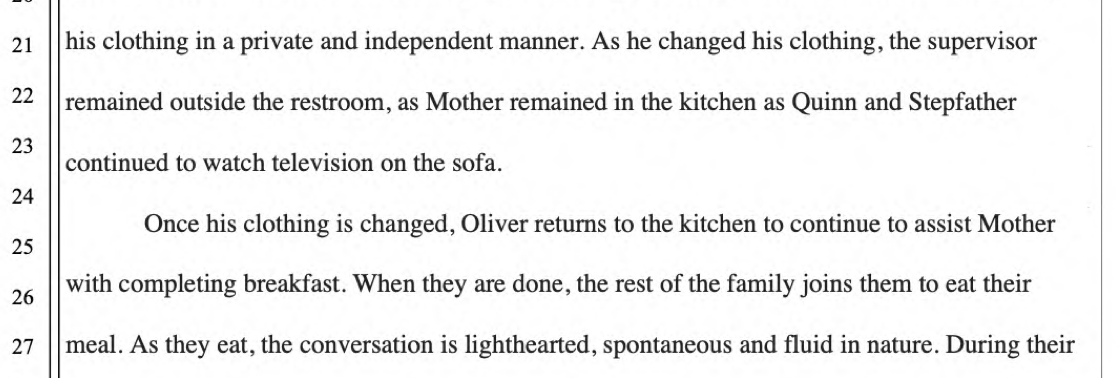 21 his clothing in a private and independent manner. As he changed his clothing, the supervisor
22 remained outside the restroom, as Mother remained in the kitchen as Quinn and Stepfather
23 continued to watch television on the sofa.
24
Once his clothing is changed, Oliver returns to the kitchen to continue to assist Mother
25
with completing breakfast. When they are done, the rest of the family joins them to eat their
26
27 meal. As they eat, the conversation is lighthearted, spontaneous and fluid in nature. During their